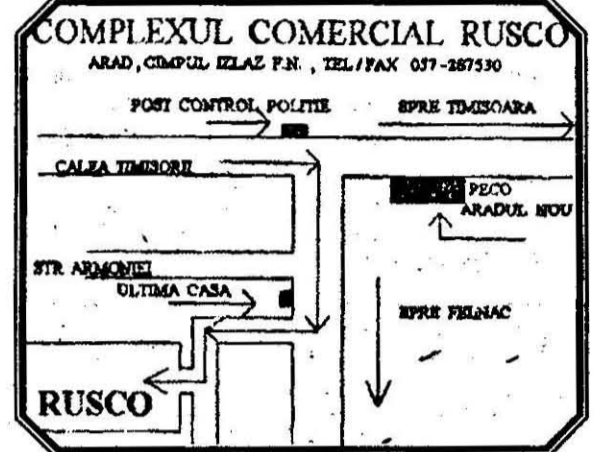 COMPLEXUL COMERCIAL RUSCO
ARAD, CIMPUL IZLAZ F.N. , TEL/FAX 057-287530
POST CONTROL POLITIE
SPRE TIMISOARA
CALEA TIMISORII
PECO
ARADUL NOU
STR ARMONIEI
ULTIMA CASA
SPRE FELNAC
RUSCO